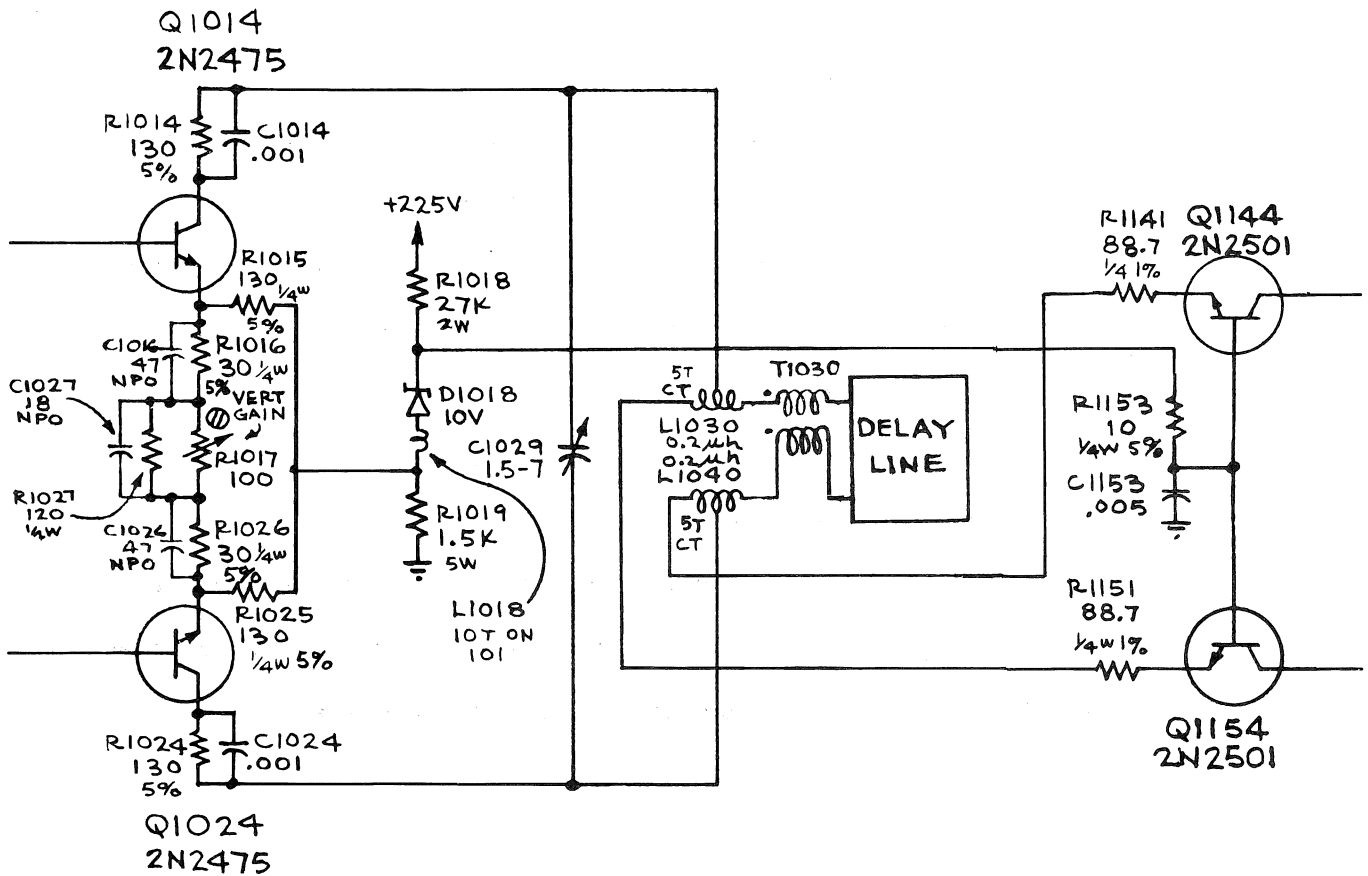 Q1014
2N2475
R1014
130
5%
C1014
.001
+225V
R1018
27K
2W
R1015
130
1/4W
5%
C1016
47
NPO
R1016
30 1/4W
5%
C1027
18
NPO
VERT
GAIN
R1017
100
R1027
120
1/4W
C1026
47
NPO
R1026
30 1/4W
5%
R1025
130
1/4W 5%
R1024
130
5%
C1024
.001
Q1024
2N2475
D1018
10V
R1019
1.5K
5W
L1018
10T ON
101
C1029
1.5-7
5T
CT
L1030
0.2µh
0.2µh
L1040
5T
CT
T1030
DELAY
LINE
R1141
88.7
1/4 1%
Q1144
2N2501
R1153
10
1/4W 5%
C1153
.005
R1151
88.7
1/4W 1%
Q1154
2N2501